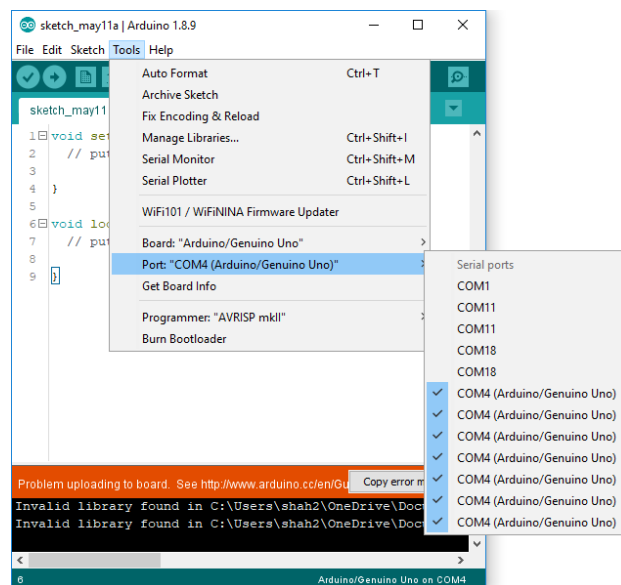 sketch_may11a | Arduino 1.8.9
File Edit Sketch Tools Help
sketch_may11
Auto Format Ctrl+T
Archive Sketch
Fix Encoding & Reload
Manage Libraries... Ctrl+Shift+I
Serial Monitor Ctrl+Shift+M
Serial Plotter Ctrl+Shift+L
WiFi101 / WiFiNINA Firmware Updater
Board: "Arduino/Genuino Uno"
Port: "COM4 (Arduino/Genuino Uno)"
Get Board Info
Programmer: "AVRISP mkII"
Burn Bootloader
1 void set
2 // put
3
4 }
5
6 void loo
7 // put
8
9 }
Serial ports
COM1
COM11
COM11
COM18
COM18
COM4 (Arduino/Genuino Uno)
COM4 (Arduino/Genuino Uno)
COM4 (Arduino/Genuino Uno)
COM4 (Arduino/Genuino Uno)
COM4 (Arduino/Genuino Uno)
COM4 (Arduino/Genuino Uno)
COM4 (Arduino/Genuino Uno)
Problem uploading to board. See http://www.arduino.cc/en/Gu Copy error m
Invalid library found in C:\Users\shah2\OneDrive\Doc
Invalid library found in C:\Users\shah2\OneDrive\Doc
6 Arduino/Genuino Uno on COM4